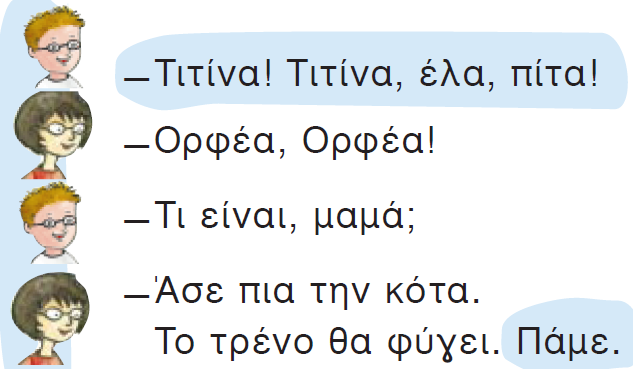 –Τιτίνα! Τιτίνα, έλα, πίτα!
–Ορφέα, Ορφέα!
–Τι είναι, μαμά;
–Άσε πια την κότα.
Το τρένο θα φύγει. Πάμε.